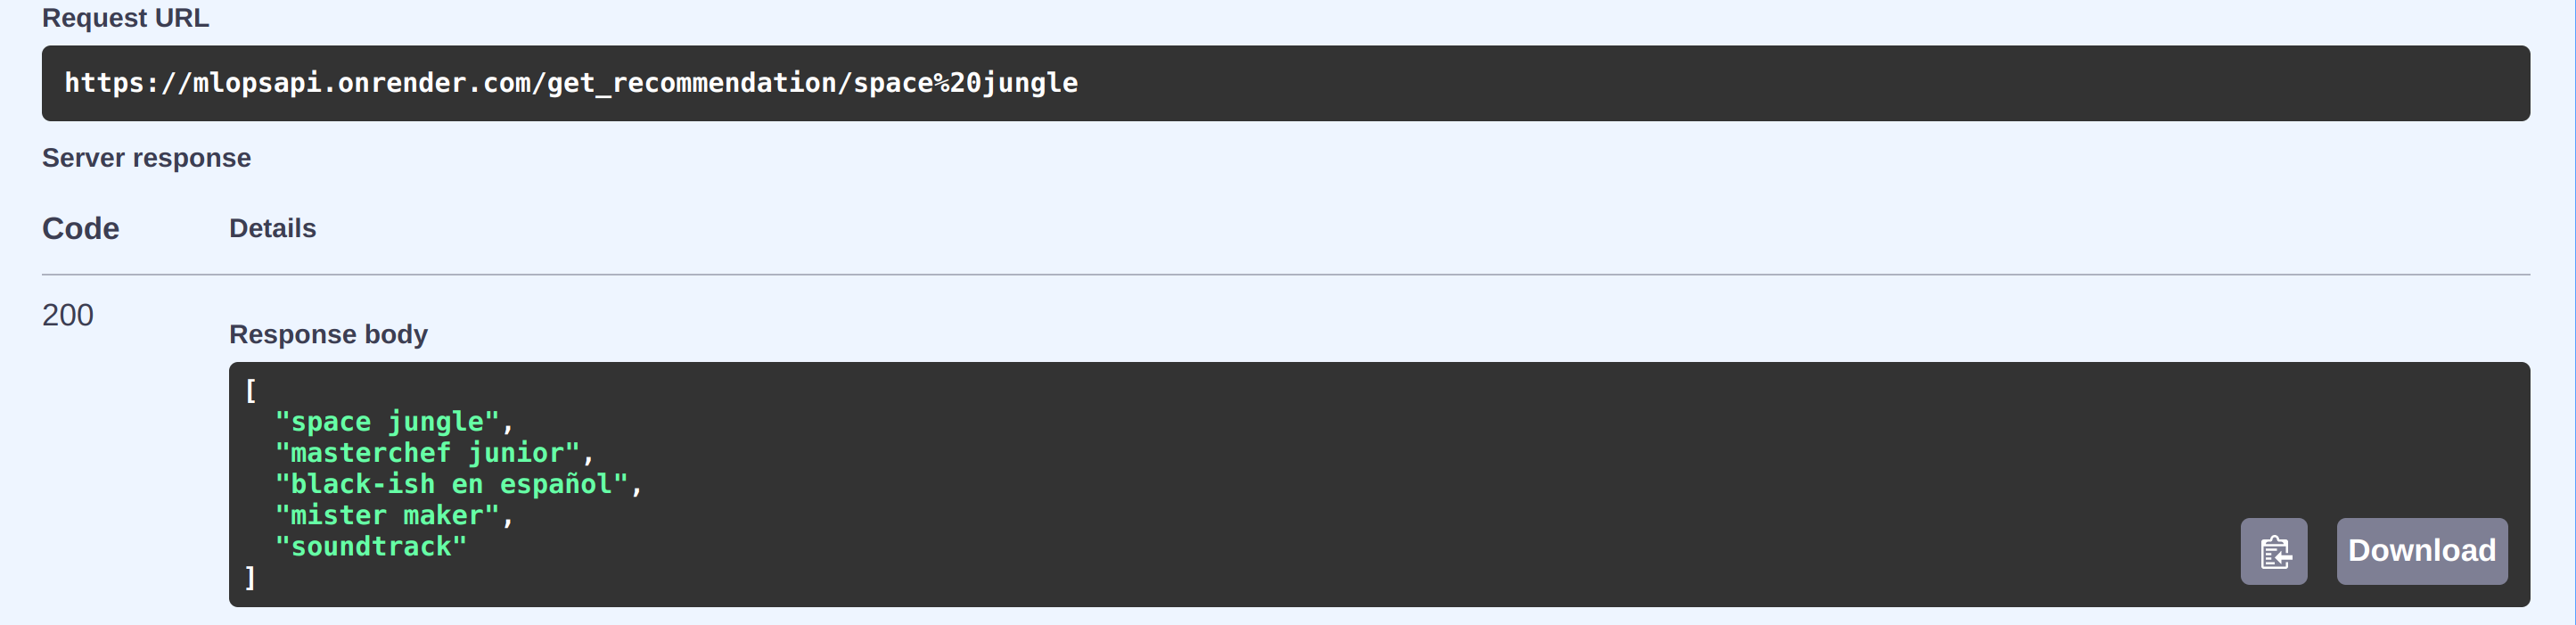 Request URL
https://mlopsapi.onrender.com/get_recommendation/space%20jungle
Server response
Code Details
200
Response body
[
"space jungle",
"masterchef junior",
"black-ish en español",
"mister maker",
"soundtrack"
]
Download